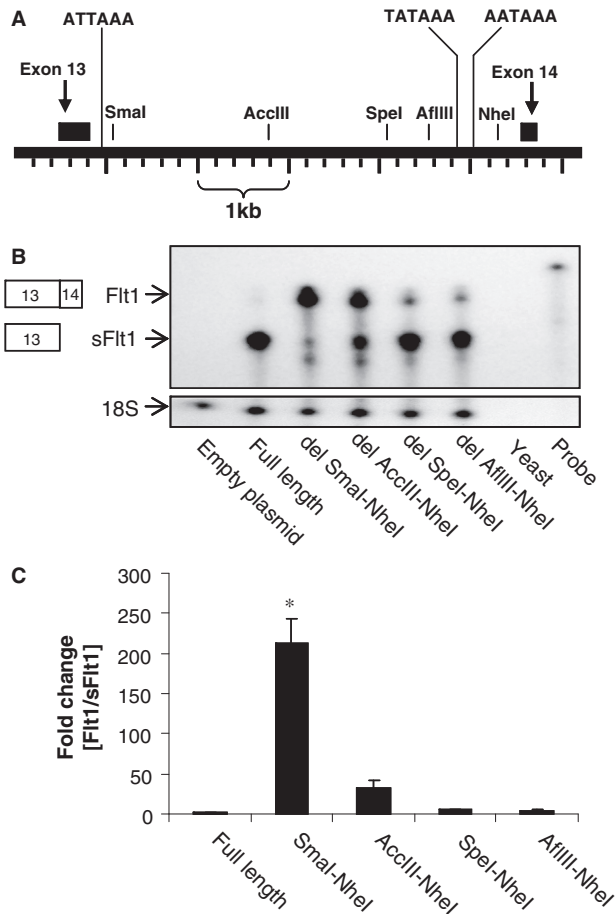 A
ATTAAA
TATAAA
AATAAA
Exon 13
Exon 14
SmaI
AccIII
SpeI
AflIII
NheI
1kb
B
13
14
Flt1
13
sFlt1
18S
Empty plasmid
Full length
del SmaI-NheI
del AccIII-NheI
del SpeI-NheI
del AflIII-NheI
Yeast
Probe
C
Fold change
[Flt1/sFlt1]
300
250
200
150
100
50
0
*
Full length
SmaI-NheI
AccIII-NheI
SpeI-NheI
AflIII-NheI